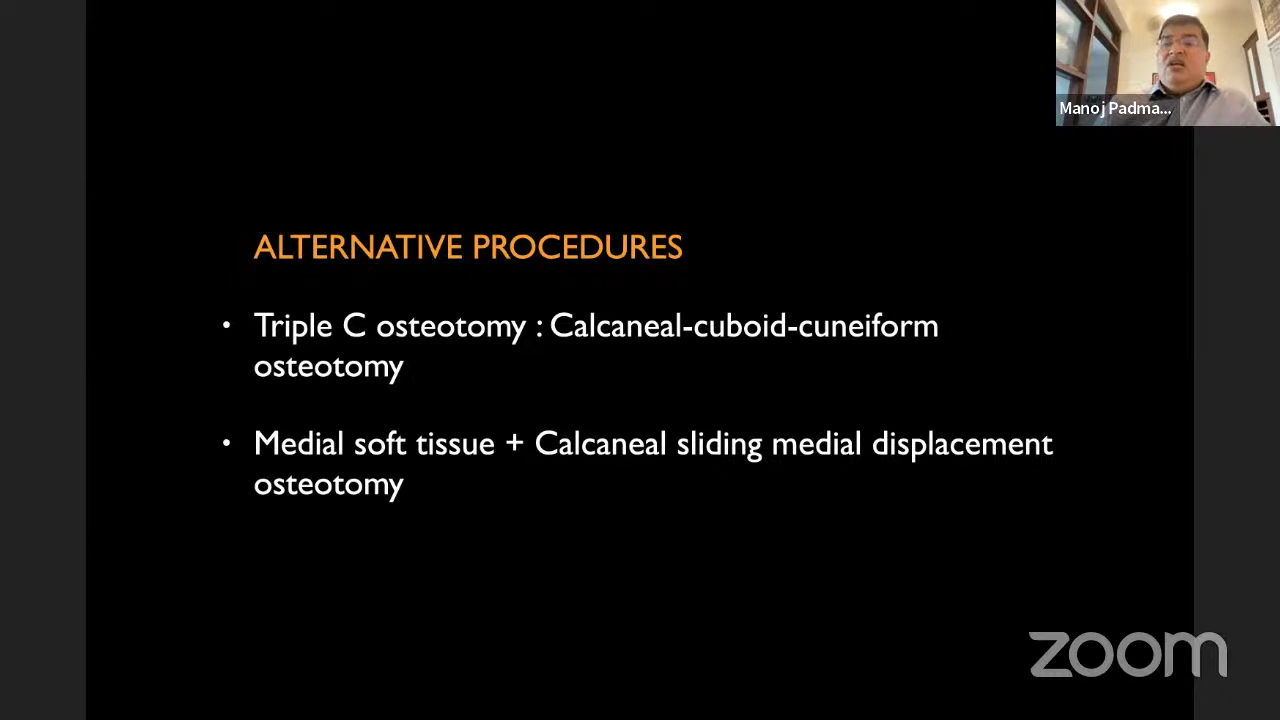 Manoj Padma...
ALTERNATIVE PROCEDURES
• Triple C osteotomy : Calcaneal-cuboid-cuneiform
osteotomy
• Medial soft tissue + Calcaneal sliding medial displacement
osteotomy
zoom